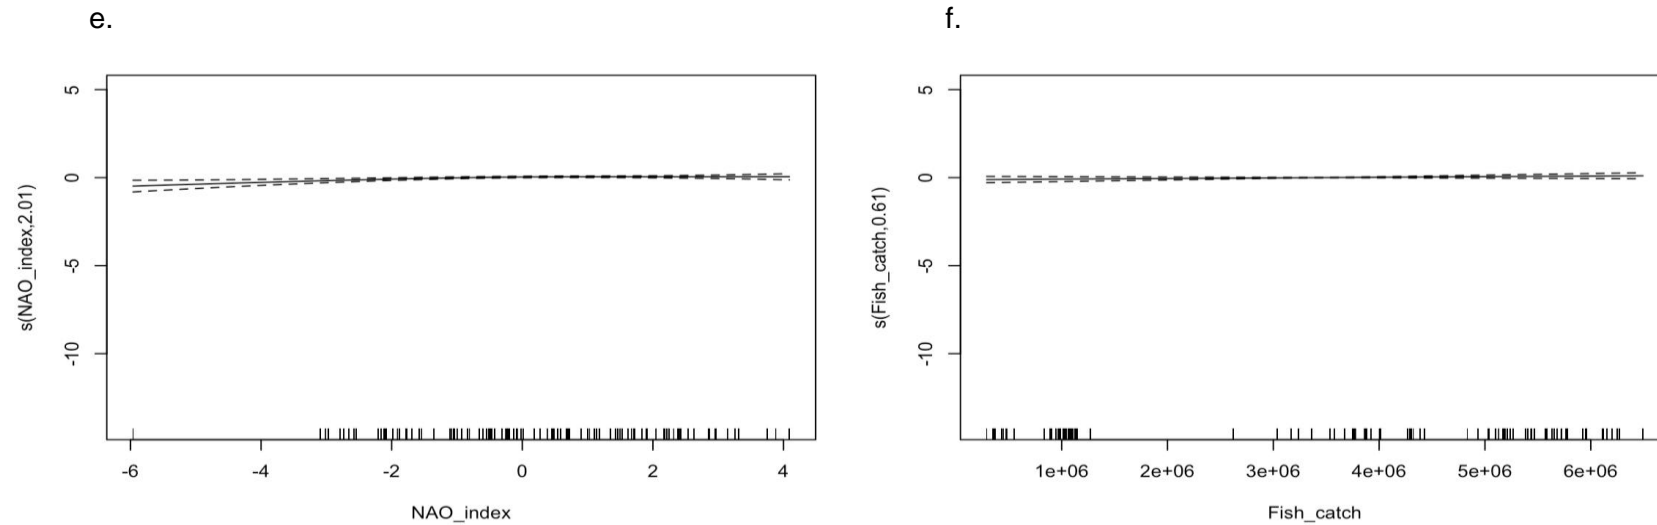 e.
5
0
-5
-10
s(NAO_index,2.01)
-6 -4 -2 0 2 4
NAO_index
f.
5
0
-5
-10
s(Fish_catch,0.61)
1e+06 2e+06 3e+06 4e+06 5e+06 6e+06
Fish_catch